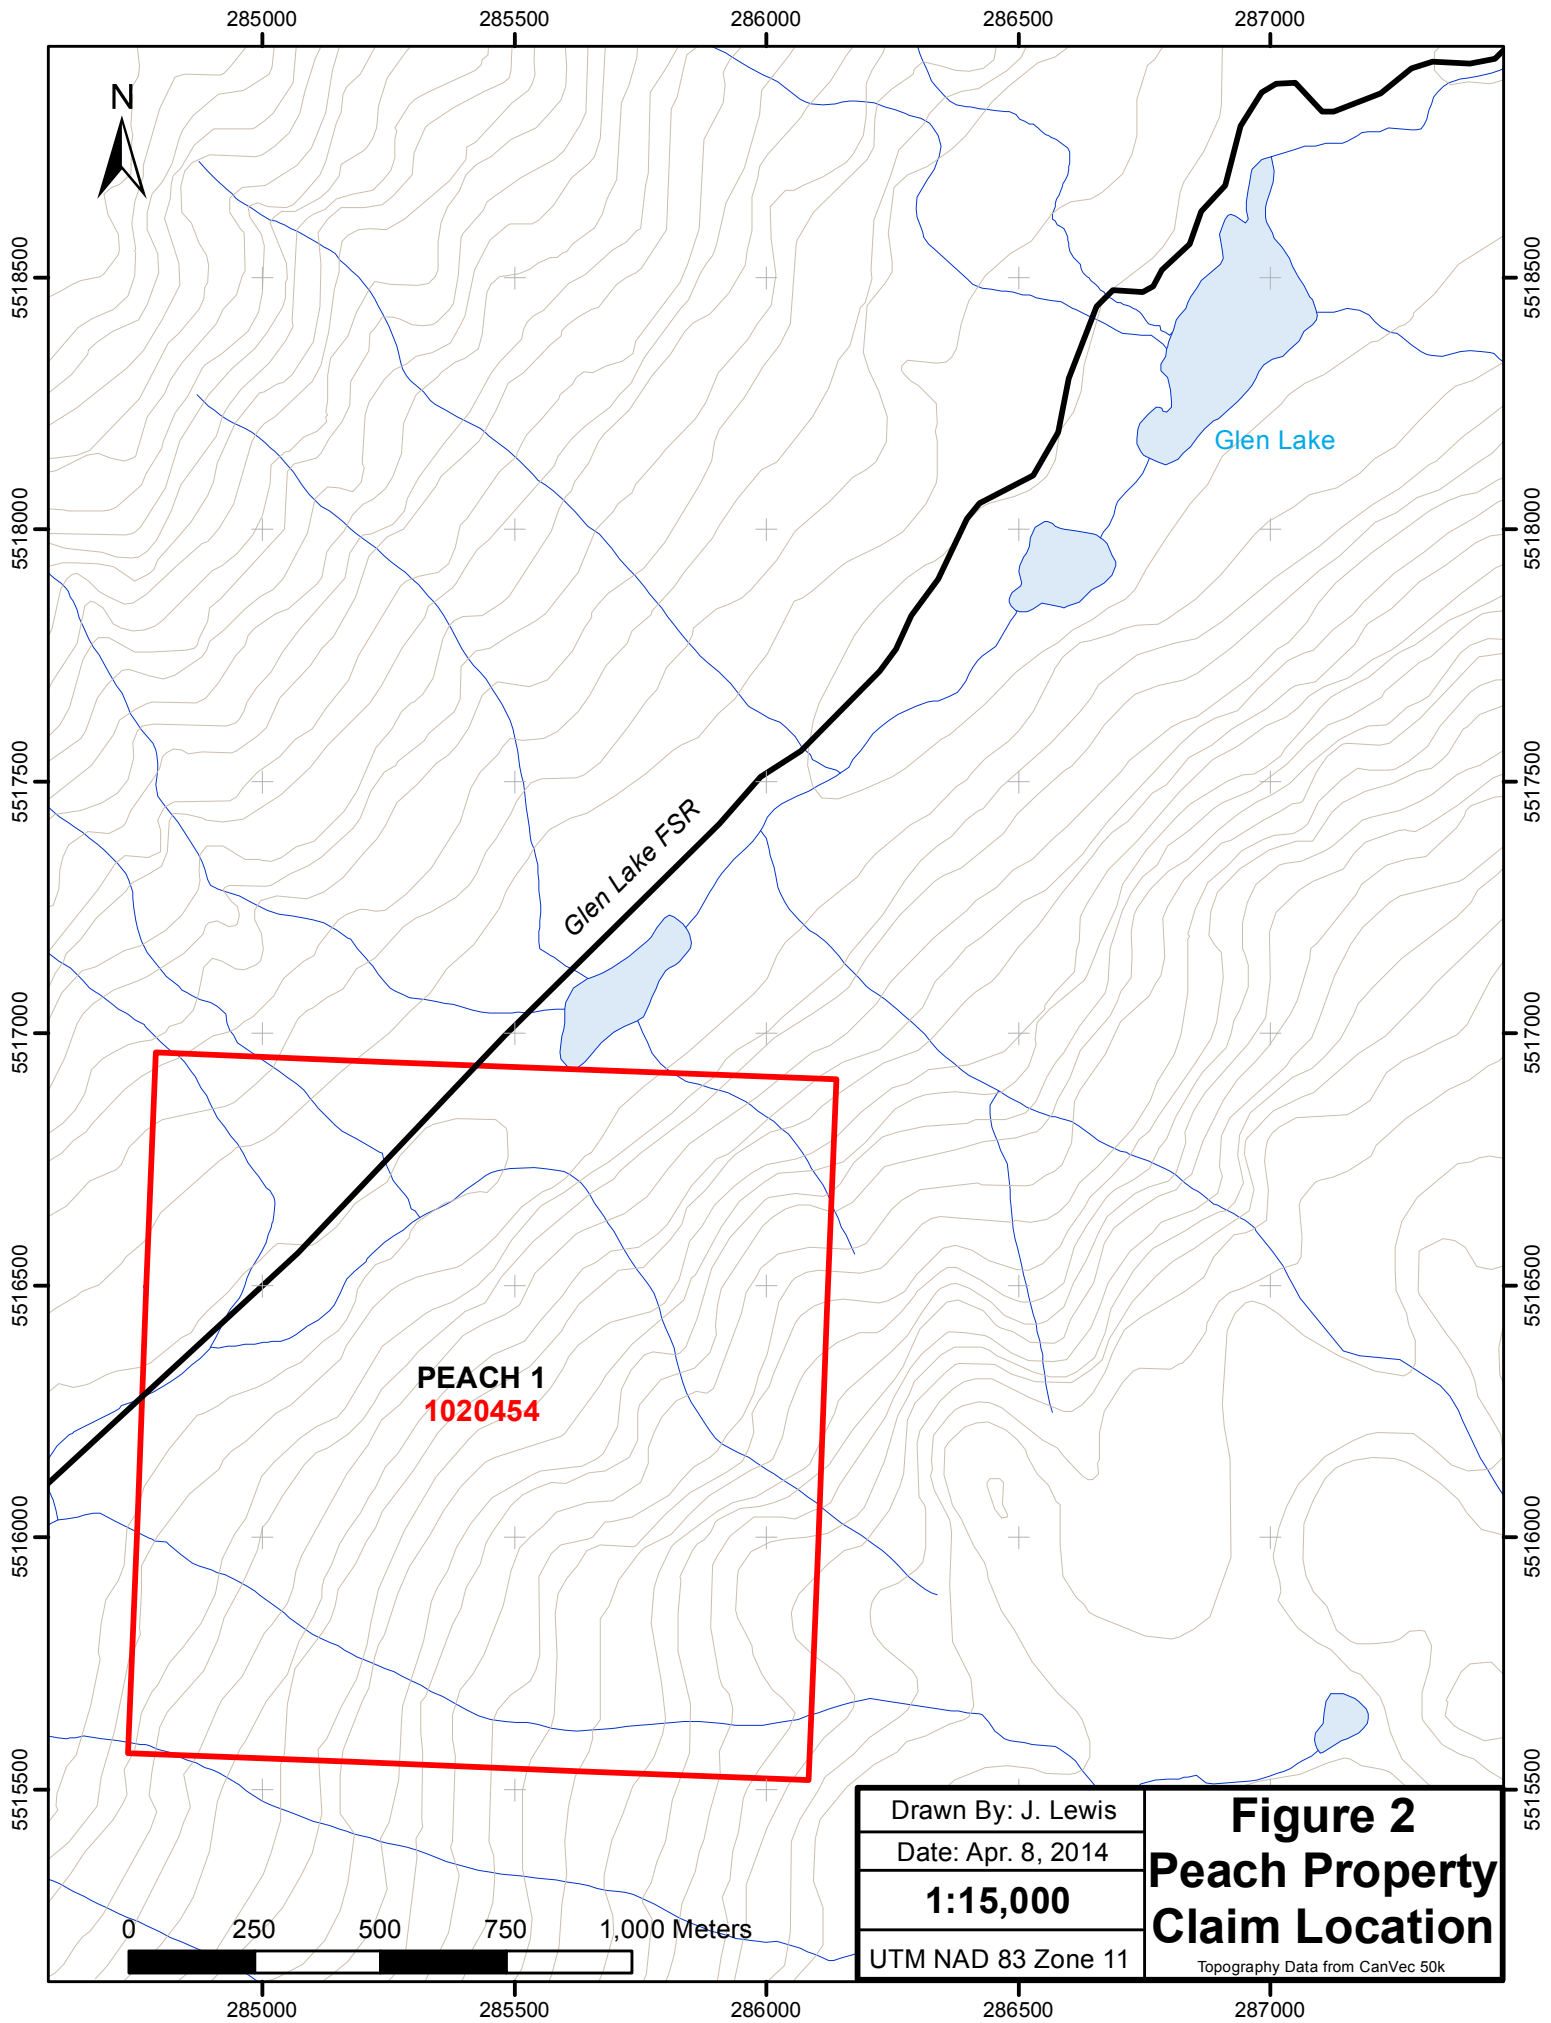 285000 285500 286000 286500 287000
N
5518500 5518500
Glen Lake
5518000 5518000
5517500 5517500
Glen Lake FSR
5517000 5517000
5516500 5516500
PEACH 1
1020454
5516000 5516000
5515500 5515500
Drawn By: J. Lewis
Date: Apr. 8, 2014
1:15,000
UTM NAD 83 Zone 11
Figure 2
Peach Property
Claim Location
Topography Data from CanVec 50k
0 250 500 750 1,000 Meters
285000 285500 286000 286500 287000